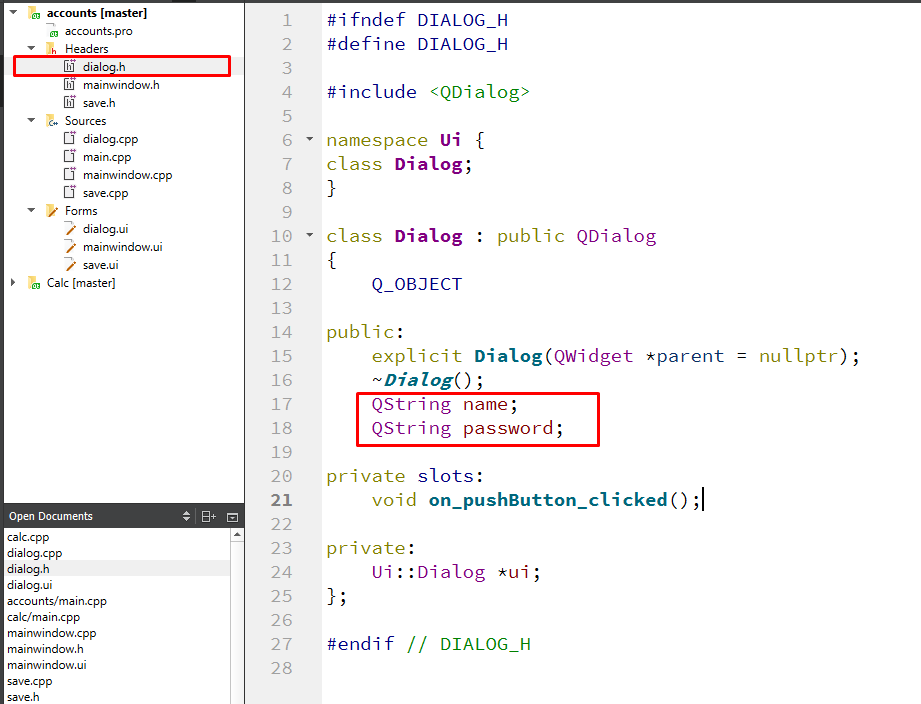 accounts [master]
accounts.pro
Headers
dialog.h
mainwindow.h
save.h
Sources
dialog.cpp
main.cpp
mainwindow.cpp
save.cpp
Forms
dialog.ui
mainwindow.ui
save.ui
Calc [master]
Open Documents
calc.cpp
dialog.cpp
dialog.h
dialog.ui
accounts/main.cpp
calc/main.cpp
mainwindow.cpp
mainwindow.h
mainwindow.ui
save.cpp
save.h
1 #ifndef DIALOG_H
2 #define DIALOG_H
3
4 #include <QDialog>
5
6 namespace Ui {
7 class Dialog;
8 }
9
10 class Dialog : public QDialog
11 {
12 Q_OBJECT
13
14 public:
15 explicit Dialog(QWidget *parent = nullptr);
16 ~Dialog();
17 QString name;
18 QString password;
19
20 private slots:
21 void on_pushButton_clicked();
22
23 private:
24 Ui::Dialog *ui;
25 };
26
27 #endif // DIALOG_H
28